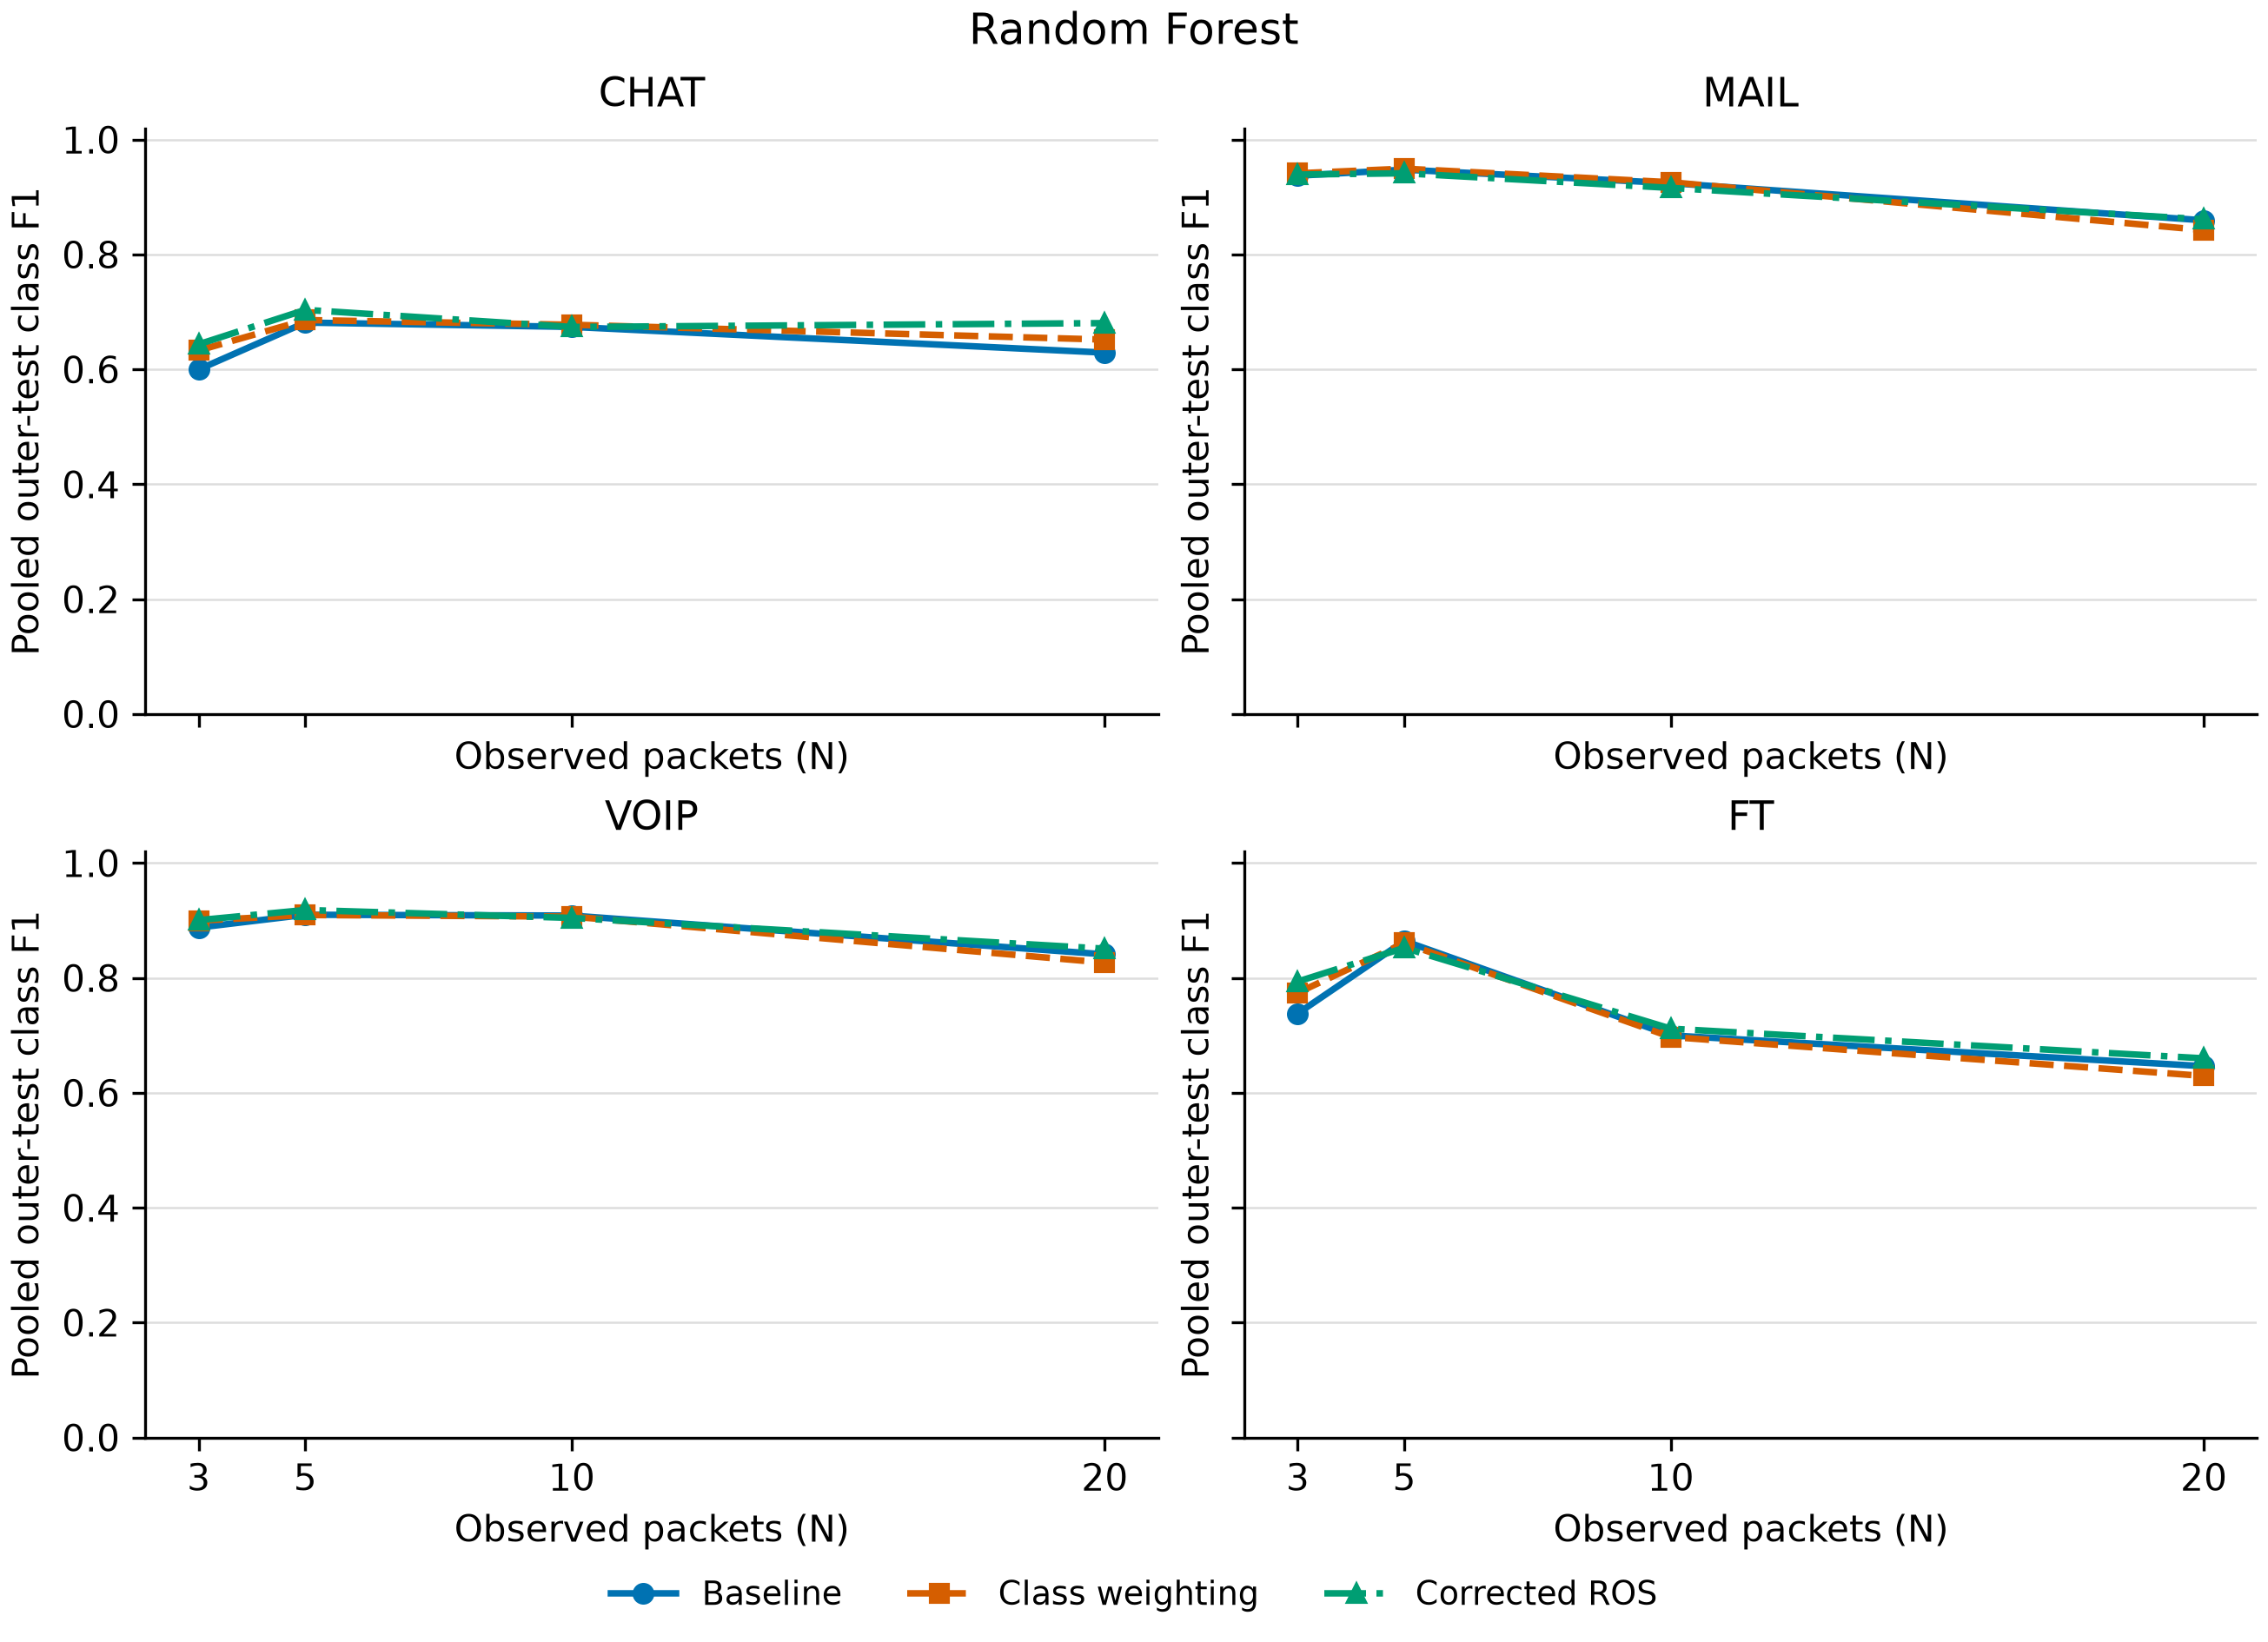 Random Forest
CHAT
MAIL
1.0
0.8
0.6
0.4
0.2
0.0
Pooled outer-test class F1
Pooled outer-test class F1
Observed packets (N)
Observed packets (N)
VOIP
FT
1.0
0.8
0.6
0.4
0.2
0.0
Pooled outer-test class F1
Pooled outer-test class F1
3 5 10 20
3 5 10 20
Observed packets (N)
Observed packets (N)
Baseline Class weighting Corrected ROS